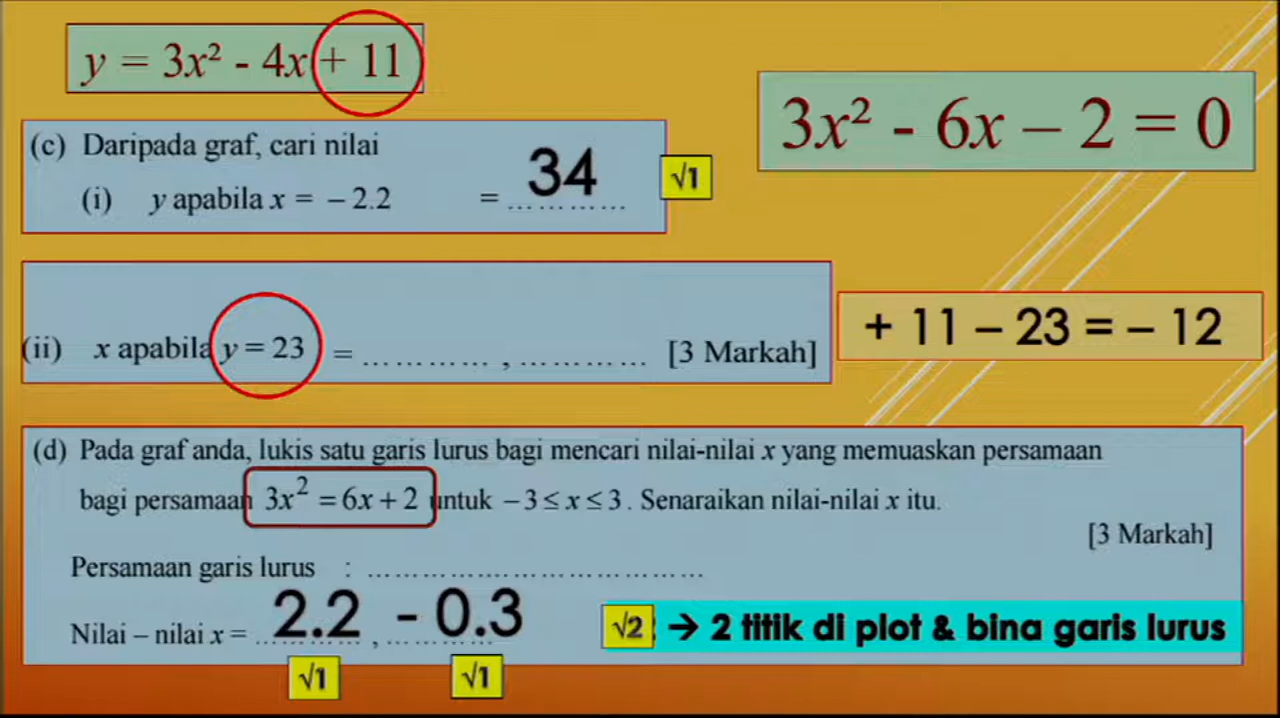 y = 3x² - 4x + 11
3x² - 6x – 2 = 0
(c) Daripada graf, cari nilai
(i) y apabila x = – 2.2 = 34 ............
√1
(ii) x apabila y = 23 = ............. , ............ [3 Markah]
+ 11 – 23 = – 12
(d) Pada graf anda, lukis satu garis lurus bagi mencari nilai-nilai x yang memuaskan persamaan
bagi persamaan 3x² = 6x + 2 untuk – 3 ≤ x ≤ 3 . Senaraikan nilai-nilai x itu.
[3 Markah]
Persamaan garis lurus : ....................................
Nilai – nilai x = 2.2 , - 0.3
√2 → 2 titik di plot & bina garis lurus
√1 √1